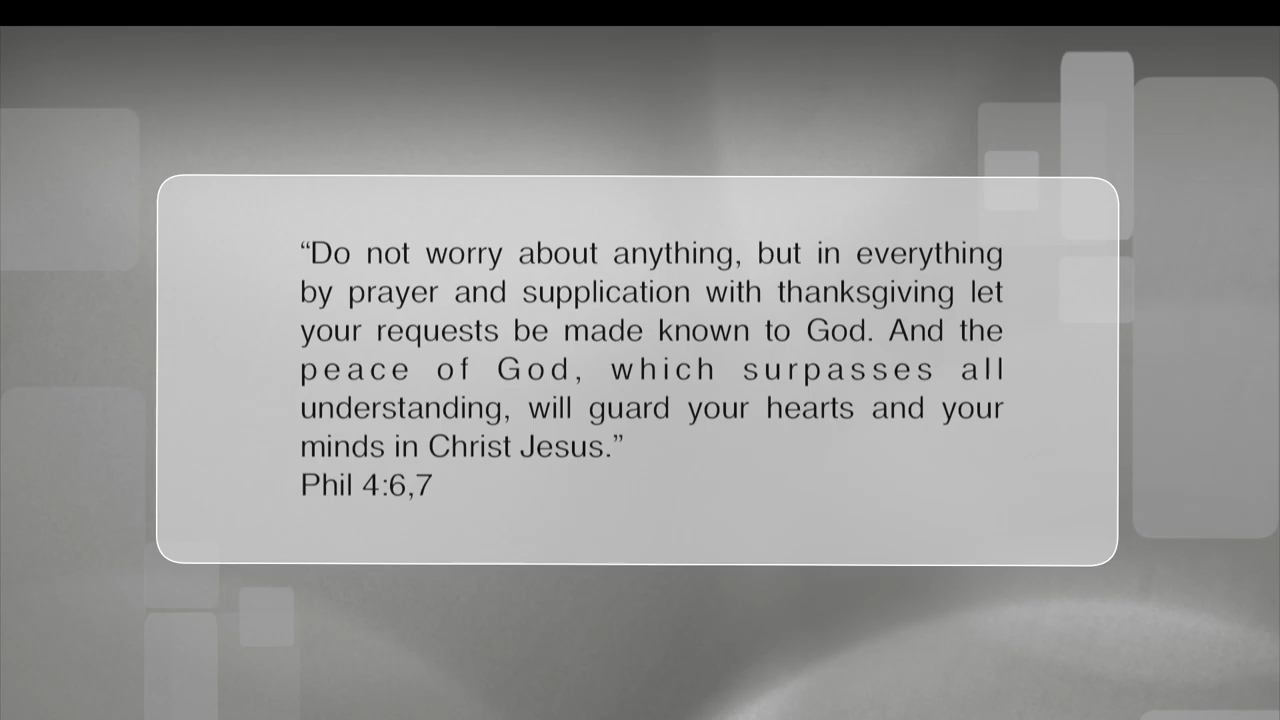 “Do not worry about anything, but in everything
by prayer and supplication with thanksgiving let
your requests be made known to God. And the
peace of God, which surpasses all
understanding, will guard your hearts and your
minds in Christ Jesus.”
Phil 4:6,7